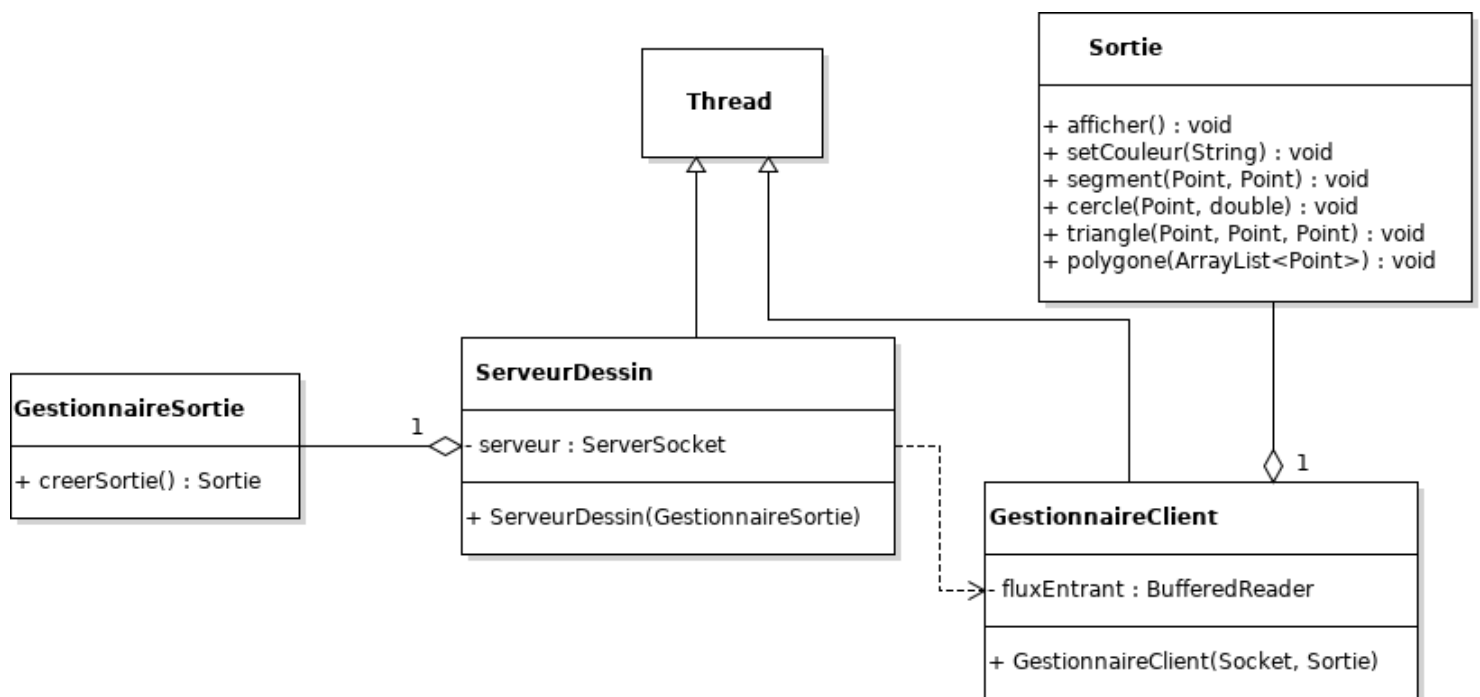 Thread
Sortie
+ afficher() : void
+ setCouleur(String) : void
+ segment(Point, Point) : void
+ cercle(Point, double) : void
+ triangle(Point, Point, Point) : void
+ polygone(ArrayList<Point>) : void
GestionnaireSortie
+ creerSortie() : Sortie
1
ServeurDessin
- serveur : ServerSocket
+ ServeurDessin(GestionnaireSortie)
1
GestionnaireClient
- fluxEntrant : BufferedReader
+ GestionnaireClient(Socket, Sortie)